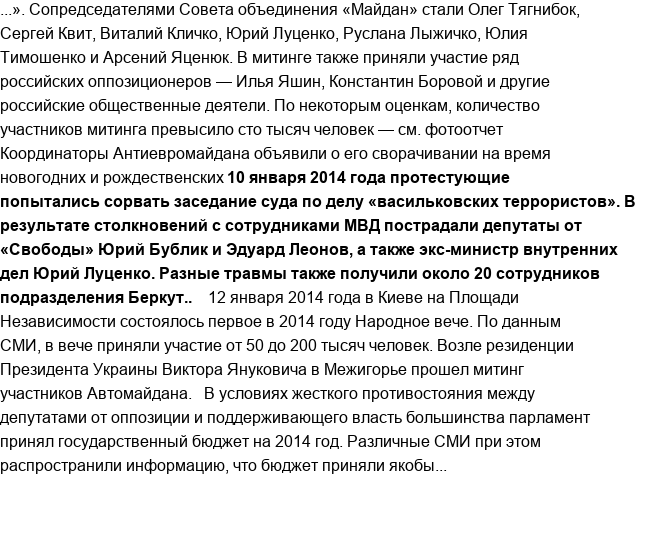 ...». Сопредседателями Совета объединения «Майдан» стали Олег Тягнибок,
Сергей Квит, Виталий Кличко, Юрий Луценко, Руслана Лыжичко, Юлия
Тимошенко и Арсений Яценюк. В митинге также приняли участие ряд
российских оппозиционеров — Илья Яшин, Константин Боровой и другие
российские общественные деятели. По некоторым оценкам, количество
участников митинга превысило сто тысяч человек — см. фотоотчет
Координаторы Антиевромайдана объявили о его сворачивании на время
новогодних и рождественских 10 января 2014 года протестующие
попытались сорвать заседание суда по делу «васильковских террористов». В
результате столкновений с сотрудниками МВД пострадали депутаты от
«Свободы» Юрий Бублик и Эдуард Леонов, а также экс-министр внутренних
дел Юрий Луценко. Разные травмы также получили около 20 сотрудников
подразделения Беркут.. 12 января 2014 года в Киеве на Площади
Независимости состоялось первое в 2014 году Народное вече. По данным
СМИ, в вече приняли участие от 50 до 200 тысяч человек. Возле резиденции
Президента Украины Виктора Януковича в Межигорье прошел митинг
участников Автомайдана. В условиях жесткого противостояния между
депутатами от оппозиции и поддерживающего власть большинства парламент
принял государственный бюджет на 2014 год. Различные СМИ при этом
распространили информацию, что бюджет приняли якобы...